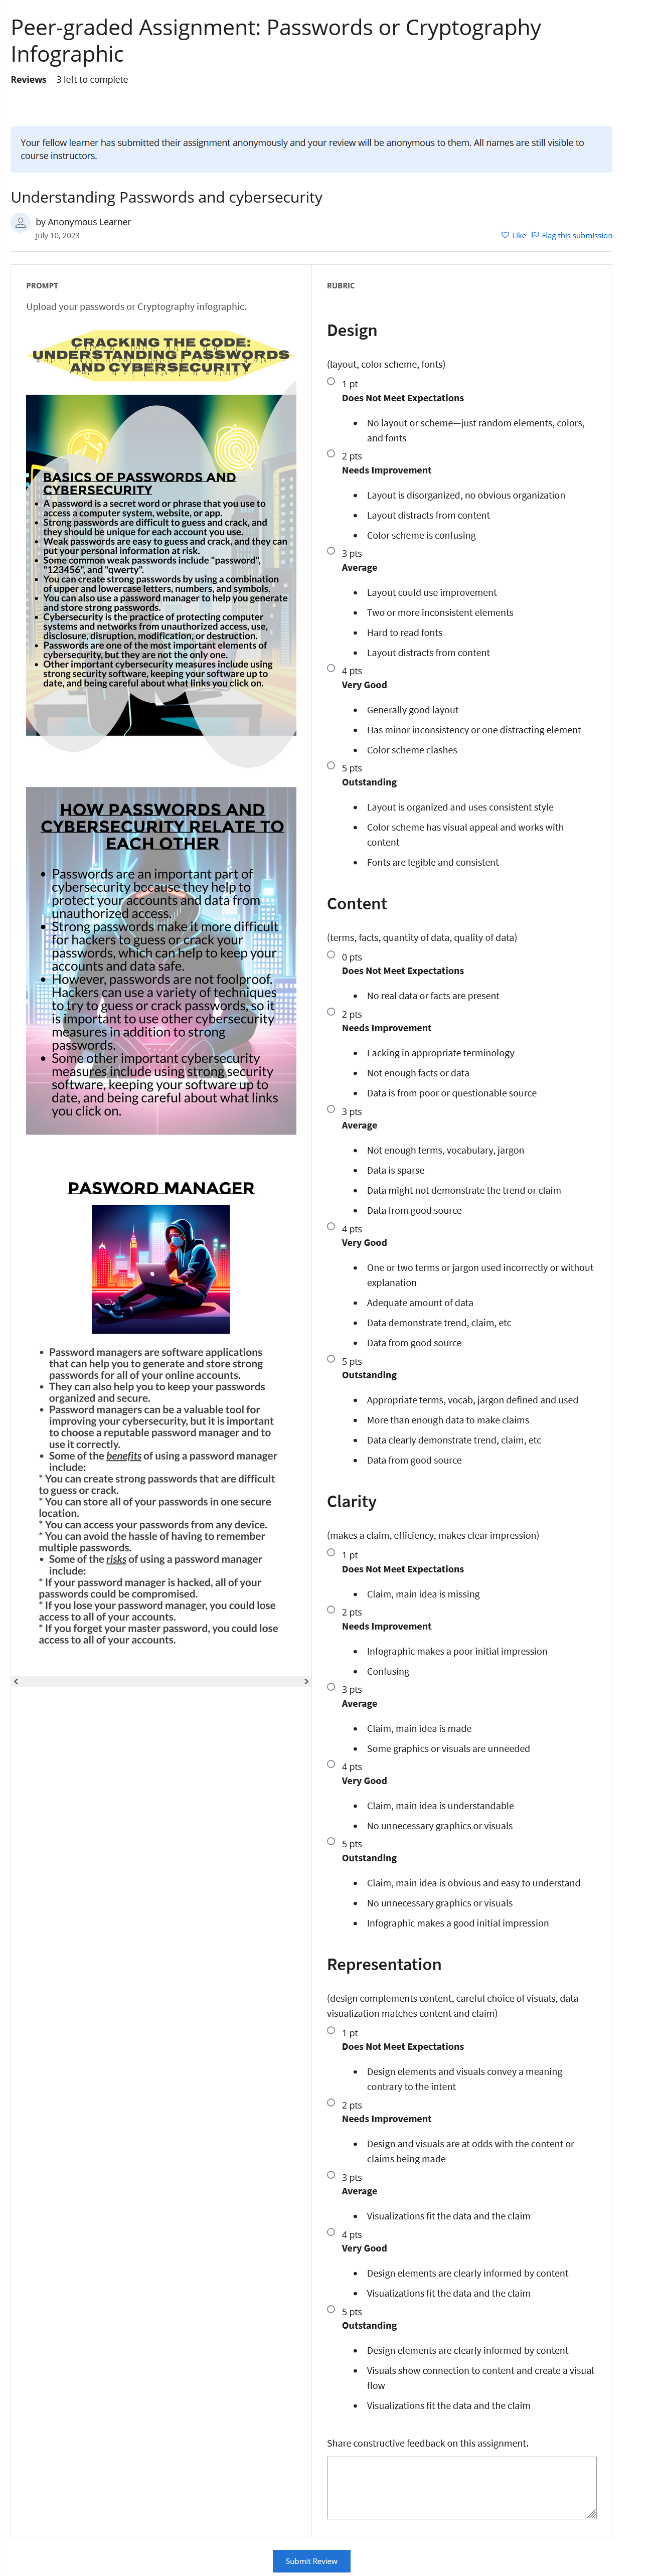 Peer-graded Assignment: Passwords or Cryptography
Infographic
Reviews 3 left to complete
Your fellow learner has submitted their assignment anonymously and your review will be anonymous to them. All names are still visible to
course instructors.
Understanding Passwords and cybersecurity
by Anonymous Learner
July 10, 2023
Like Flag this submission
PROMPT
Upload your passwords or Cryptography infographic.
CRACKING THE CODE:
UNDERSTANDING PASSWORDS
AND CYBERSECURITY
BASICS OF PASSWORDS AND
CYBERSECURITY
• A password is a secret word or phrase that you use to
access a computer system, website, or app.
• Strong passwords are difficult to guess and crack, and
they should be unique for each account you use.
• Weak passwords are easy to guess and crack, and they can
put your personal information at risk.
• Some common weak passwords include "password",
"123456", and "qwerty".
• You can create strong passwords by using a combination
of upper and lowercase letters, numbers, and symbols.
• You can also use a password manager to help you generate
and store strong passwords.
• Cybersecurity is the practice of protecting computer
systems and networks from unauthorized access, use,
disclosure, disruption, modification, or destruction.
• Passwords are one of the most important elements of
cybersecurity, but they are not the only one.
• Other important cybersecurity measures include using
strong security software, keeping your software up to
date, and being careful about what links you click on.
HOW PASSWORDS AND
CYBERSECURITY RELATE TO
EACH OTHER
• Passwords are an important part of
cybersecurity because they help to
protect your accounts and data from
unauthorized access.
• Strong passwords make it more difficult
for hackers to guess or crack your
passwords, which can help to keep your
accounts and data safe.
• However, passwords are not foolproof.
Hackers can use a variety of techniques
to try to guess or crack passwords, so it
is important to use other cybersecurity
measures in addition to strong
passwords.
• Some other important cybersecurity
measures include using strong security
software, keeping your software up to
date, and being careful about what links
you click on.
PASWORD MANAGER
• Password managers are software applications
that can help you to generate and store strong
passwords for all of your online accounts.
• They can also help you to keep your passwords
organized and secure.
• Password managers can be a valuable tool for
improving your cybersecurity, but it is important
to choose a reputable password manager and to
use it correctly.
• Some of the benefits of using a password manager
include:
* You can create strong passwords that are difficult
to guess or crack.
* You can store all of your passwords in one secure
location.
* You can access your passwords from any device.
* You can avoid the hassle of having to remember
multiple passwords.
• Some of the risks of using a password manager
include:
* If your password manager is hacked, all of your
passwords could be compromised.
* If you lose your password manager, you could lose
access to all of your accounts.
* If you forget your master password, you could lose
access to all of your accounts.
RUBRIC
Design
(layout, color scheme, fonts)
1 pt
Does Not Meet Expectations
• No layout or scheme—just random elements, colors,
and fonts
2 pts
Needs Improvement
• Layout is disorganized, no obvious organization
• Layout distracts from content
• Color scheme is confusing
3 pts
Average
• Layout could use improvement
• Two or more inconsistent elements
• Hard to read fonts
• Layout distracts from content
4 pts
Very Good
• Generally good layout
• Has minor inconsistency or one distracting element
• Color scheme clashes
5 pts
Outstanding
• Layout is organized and uses consistent style
• Color scheme has visual appeal and works with
content
• Fonts are legible and consistent
Content
(terms, facts, quantity of data, quality of data)
0 pts
Does Not Meet Expectations
• No real data or facts are present
2 pts
Needs Improvement
• Lacking in appropriate terminology
• Not enough facts or data
• Data is from poor or questionable source
3 pts
Average
• Not enough terms, vocabulary, jargon
• Data is sparse
• Data might not demonstrate the trend or claim
• Data from good source
4 pts
Very Good
• One or two terms or jargon used incorrectly or without
explanation
• Adequate amount of data
• Data demonstrate trend, claim, etc
• Data from good source
5 pts
Outstanding
• Appropriate terms, vocab, jargon defined and used
• More than enough data to make claims
• Data clearly demonstrate trend, claim, etc
• Data from good source
Clarity
(makes a claim, efficiency, makes clear impression)
1 pt
Does Not Meet Expectations
• Claim, main idea is missing
2 pts
Needs Improvement
• Infographic makes a poor initial impression
• Confusing
3 pts
Average
• Claim, main idea is made
• Some graphics or visuals are unneeded
4 pts
Very Good
• Claim, main idea is understandable
• No unnecessary graphics or visuals
5 pts
Outstanding
• Claim, main idea is obvious and easy to understand
• No unnecessary graphics or visuals
• Infographic makes a good initial impression
Representation
(design complements content, careful choice of visuals, data
visualization matches content and claim)
1 pt
Does Not Meet Expectations
• Design elements and visuals convey a meaning
contrary to the intent
2 pts
Needs Improvement
• Design and visuals are at odds with the content or
claims being made
3 pts
Average
• Visualizations fit the data and the claim
4 pts
Very Good
• Design elements are clearly informed by content
• Visualizations fit the data and the claim
5 pts
Outstanding
• Design elements are clearly informed by content
• Visuals show connection to content and create a visual
flow
• Visualizations fit the data and the claim
Share constructive feedback on this assignment.
Submit Review